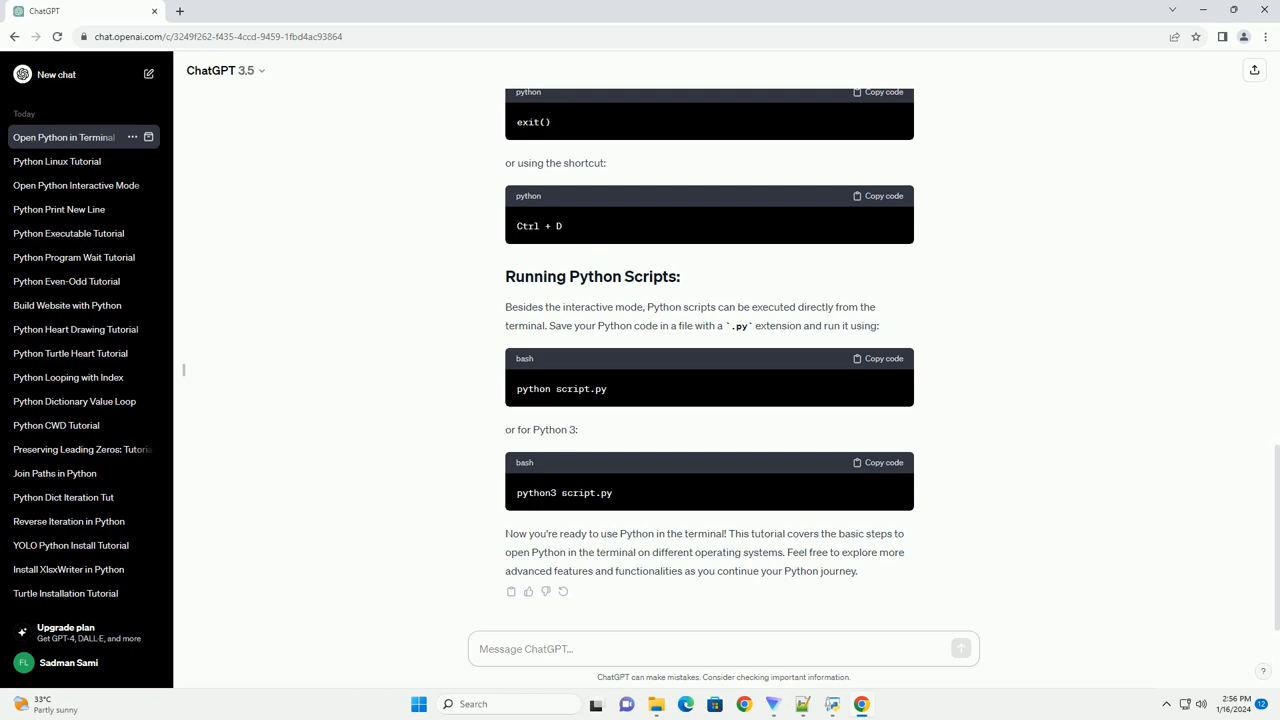 ChatGPT
chat.openai.com/c/3249f262-f435-4ccd-9459-1fbd4ac93864
New chat
Today
Open Python in Terminal
Python Linux Tutorial
Open Python Interactive Mode
Python Print New Line
Python Executable Tutorial
Python Program Wait Tutorial
Python Even-Odd Tutorial
Build Website with Python
Python Heart Drawing Tutorial
Python Turtle Heart Tutorial
Python Looping with Index
Python Dictionary Value Loop
Python CWD Tutorial
Preserving Leading Zeros: Tutoria
Join Paths in Python
Python Dict Iteration Tut
Reverse Iteration in Python
YOLO Python Install Tutorial
Install XlsxWriter in Python
Turtle Installation Tutorial
Upgrade plan
Get GPT-4, DALL·E, and more
FL Sadman Sami
ChatGPT 3.5
python Copy code
exit()
or using the shortcut:
python Copy code
Ctrl + D
Running Python Scripts:
Besides the interactive mode, Python scripts can be executed directly from the
terminal. Save your Python code in a file with a `.py` extension and run it using:
bash Copy code
python script.py
or for Python 3:
bash Copy code
python3 script.py
Now you're ready to use Python in the terminal! This tutorial covers the basic steps to
open Python in the terminal on different operating systems. Feel free to explore more
advanced features and functionalities as you continue your Python journey.
Message ChatGPT...
ChatGPT can make mistakes. Consider checking important information.
?
33°C
Partly sunny
Search
2:56 PM
1/16/2024
12